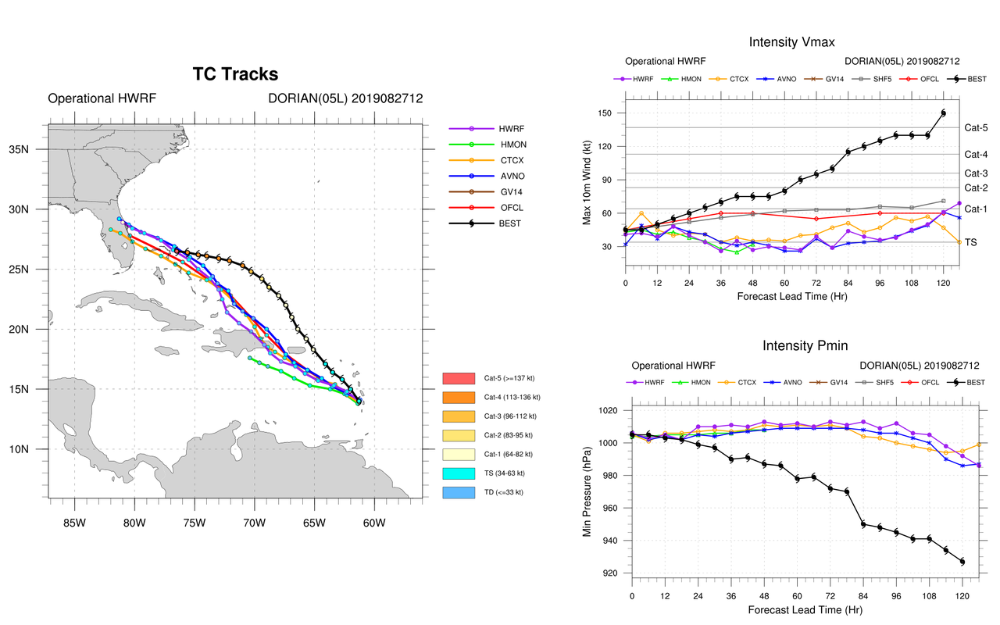 TC Tracks
Operational HWRF DORIAN(05L) 2019082712
35N
30N
25N
20N
15N
10N
85W 80W 75W 70W 65W 60W
HWRF
HMON
CTCX
AVNO
GV14
OFCL
BEST
Cat-5 (>=137 kt)
Cat-4 (113-136 kt)
Cat-3 (96-112 kt)
Cat-2 (83-95 kt)
Cat-1 (64-82 kt)
TS (34-63 kt)
TD (<=33 kt)
Intensity Vmax
Operational HWRF DORIAN(05L) 2019082712
HWRF HMON CTCX AVNO GV14 SHF5 OFCL BEST
Max 10m Wind (kt)
150
120
90
60
30
Cat-5
Cat-4
Cat-3
Cat-2
Cat-1
TS
0 12 24 36 48 60 72 84 96 108 120
Forecast Lead Time (Hr)
Intensity Pmin
Operational HWRF DORIAN(05L) 2019082712
HWRF HMON CTCX AVNO GV14 SHF5 OFCL BEST
Min Pressure (hPa)
1020
1000
980
960
940
920
0 12 24 36 48 60 72 84 96 108 120
Forecast Lead Time (Hr)